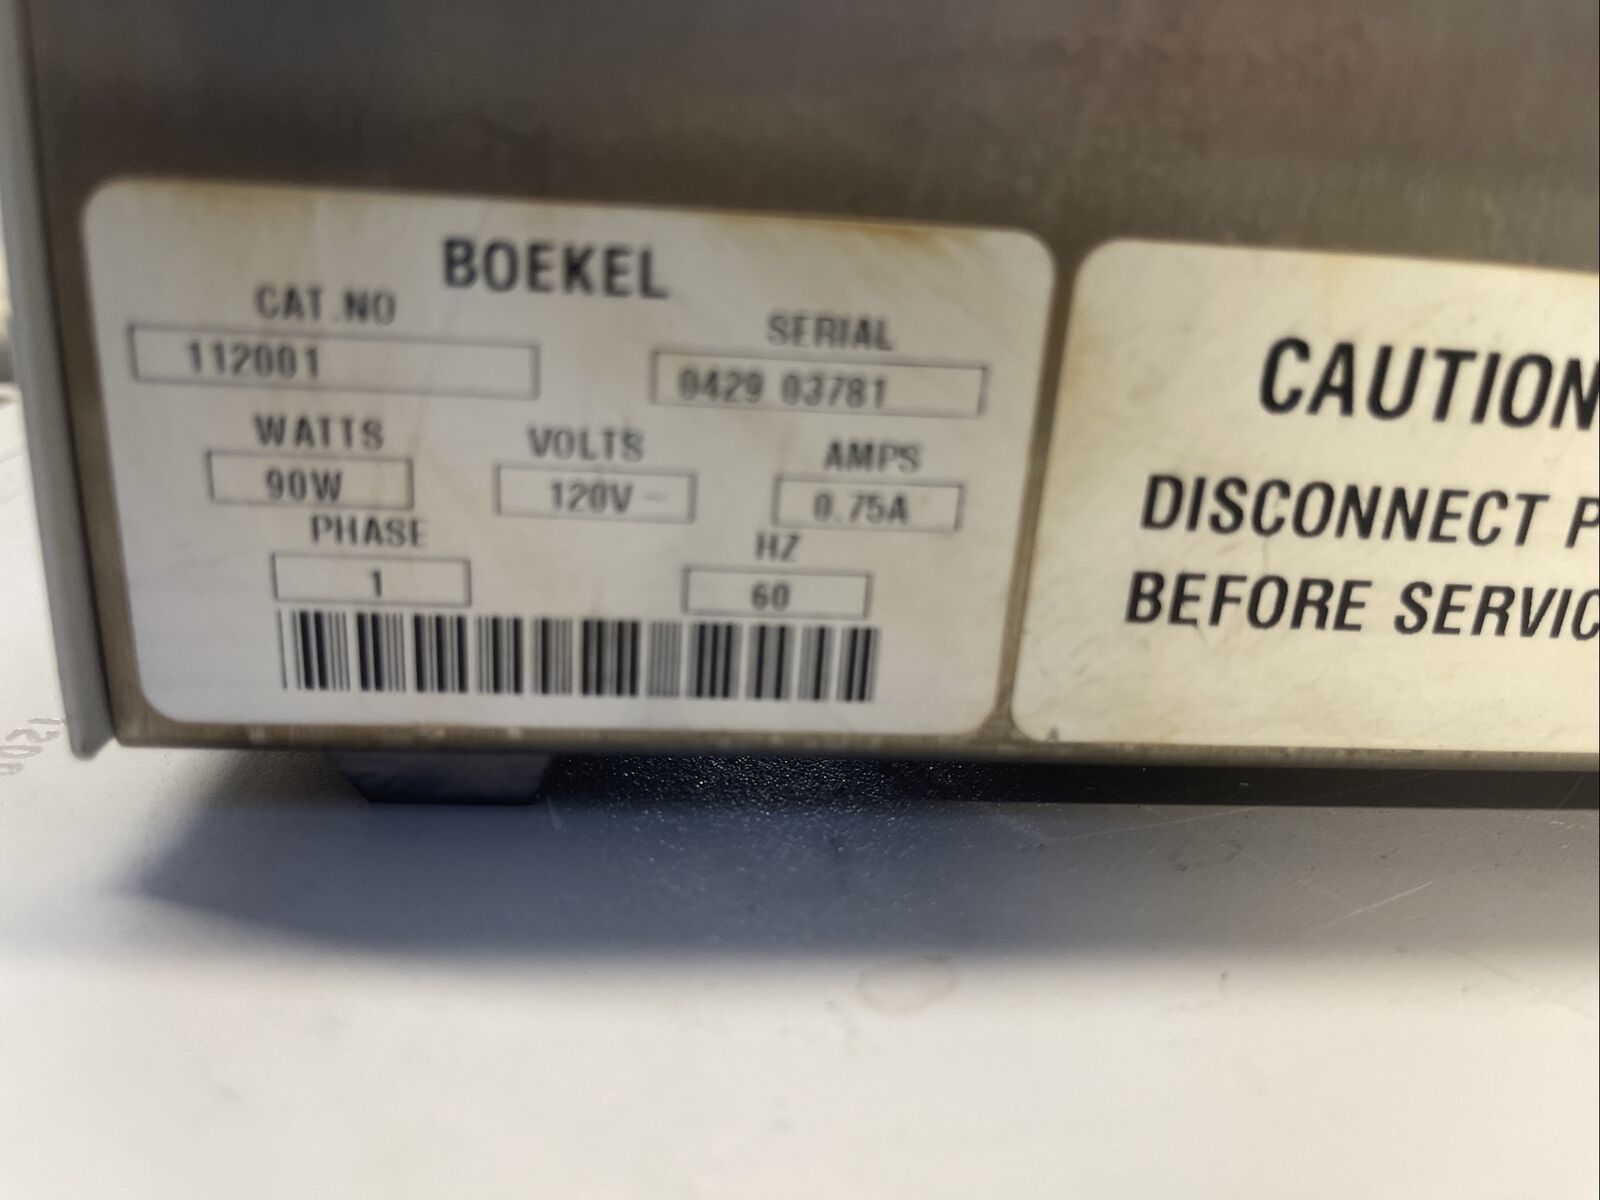 BOEKEL
CAT.NO
SERIAL
112001
0429 03781
WATTS
VOLTS
AMPS
90W
120V ~
0.75A
PHASE
HZ
1
60
CAUTION
DISCONNECT P
BEFORE SERVIC